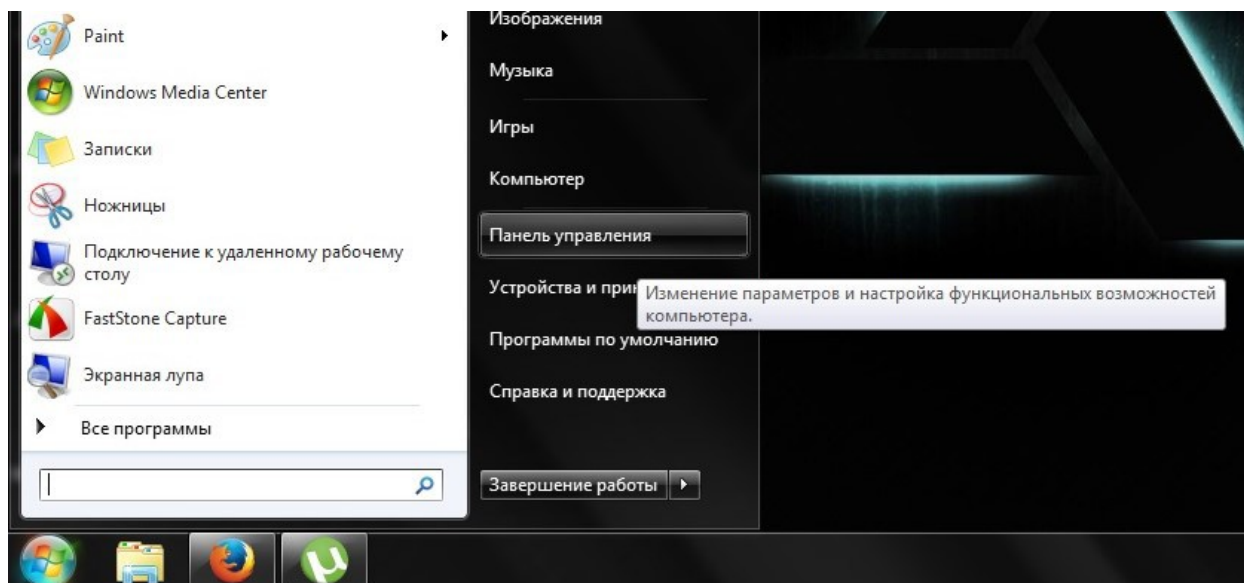 Paint
Windows Media Center
Записки
Ножницы
Подключение к удаленному рабочему
столу
FastStone Capture
Экранная лупа
Все программы
Изображения
Музыка
Игры
Компьютер
Панель управления
Устройства и
Изменение параметров и настройка функциональных возможностей
компьютера.
Программы по умолчанию
Справка и поддержка
Завершение работы